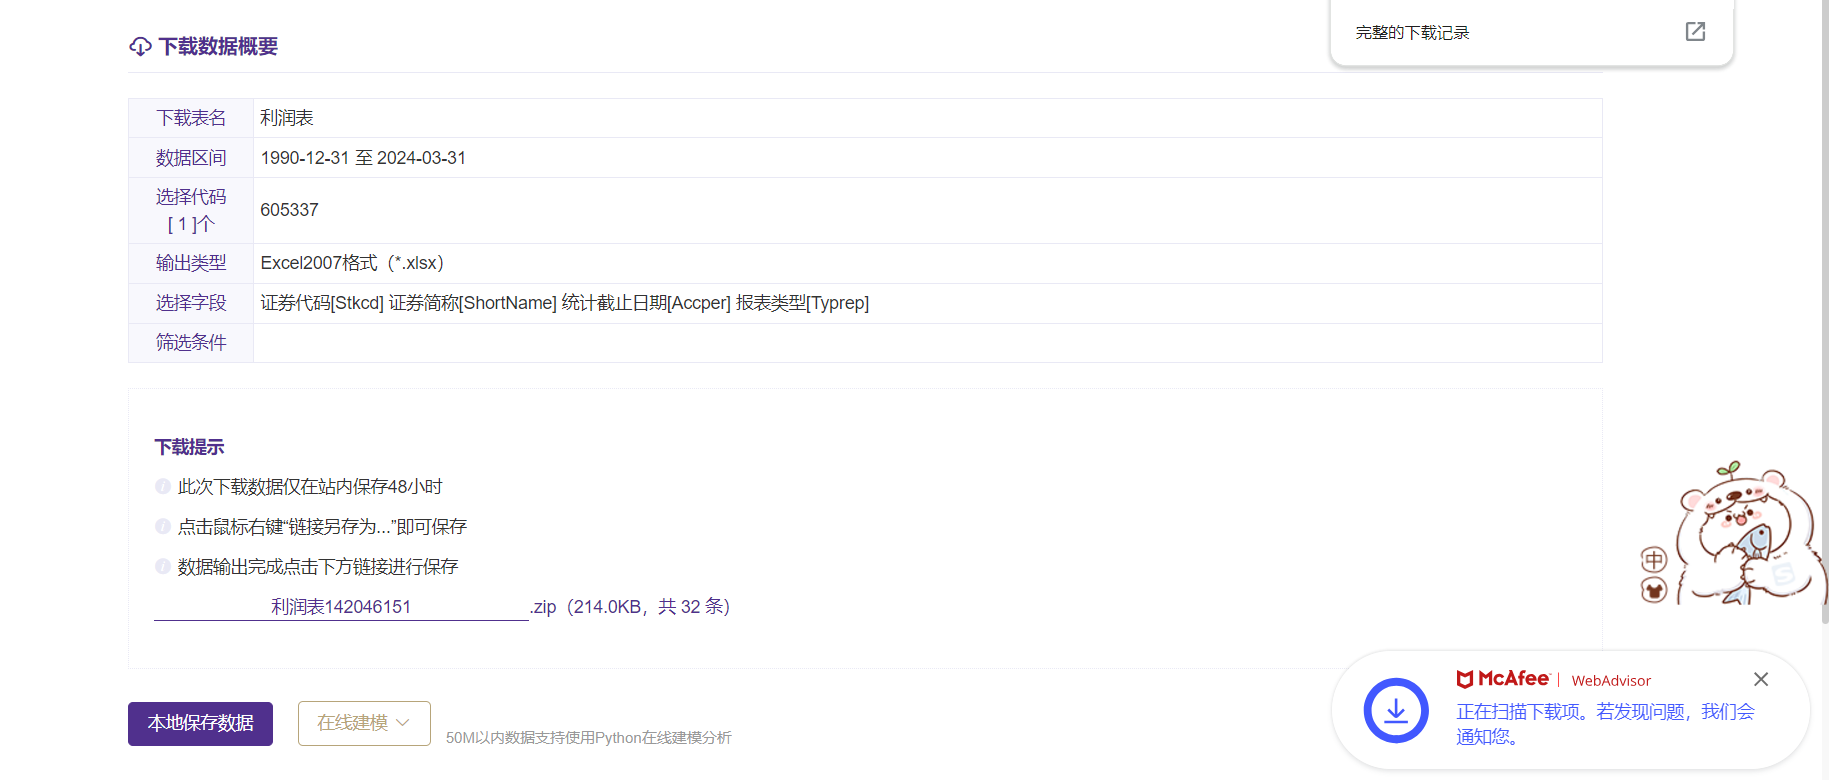 完整的下载记录
下载数据概要
下载表名 利润表
数据区间 1990-12-31 至 2024-03-31
选择代码
[ 1 ]个
605337
输出类型 Excel2007格式（*.xlsx）
选择字段 证券代码[Stkcd] 证券简称[ShortName] 统计截止日期[Accper] 报表类型[Typrep]
筛选条件
下载提示
此次下载数据仅在站内保存48小时
点击鼠标右键“链接另存为...”即可保存
数据输出完成点击下方链接进行保存
利润表142046151 .zip（214.0KB，共 32 条）
中
S
本地保存数据 在线建模 50M以内数据支持使用Python在线建模分析
McAfee | WebAdvisor
正在扫描下载项。若发现问题，我们会
通知您。